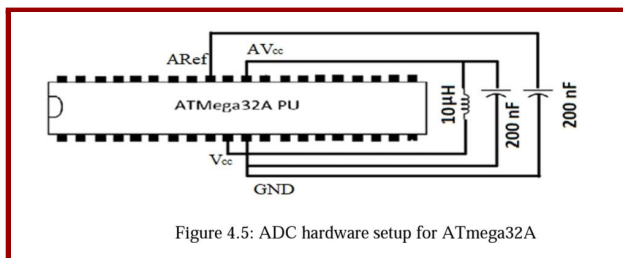 ARef
AVcc
ATMega32A PU
10μH
200 nF
200 nF
Vcc
GND
Figure 4.5: ADC hardware setup for ATmega32A